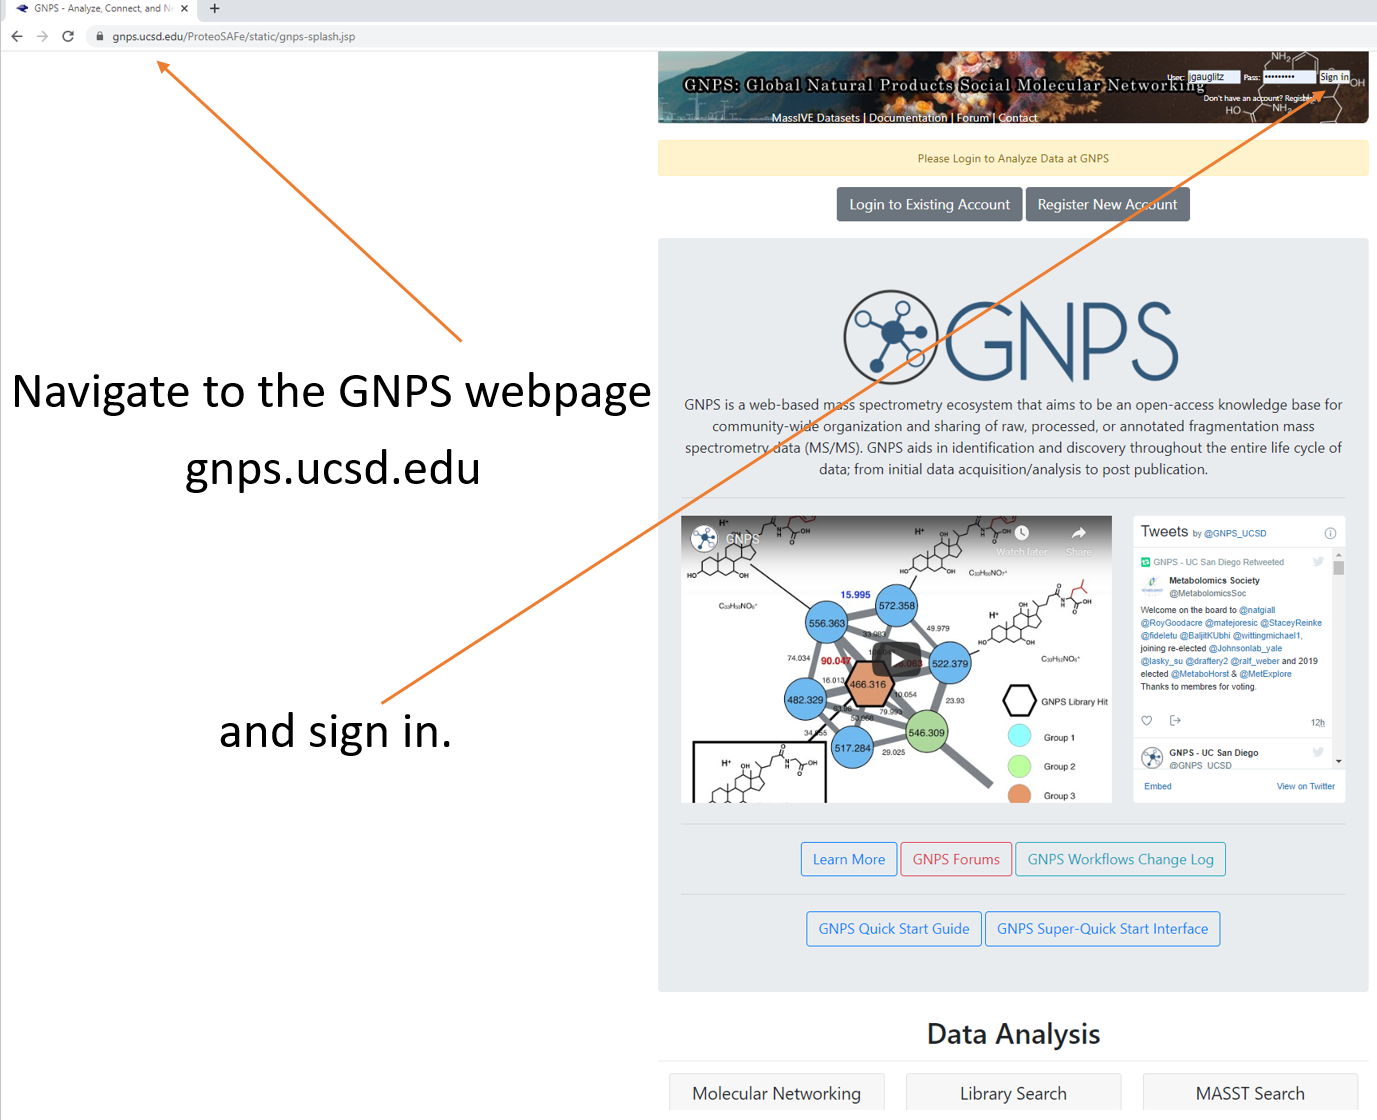 GNPS - Analyze, Connect, and Ne
gnps.ucsd.edu/ProteoSAFe/static/gnps-splash.jsp
GNPS: Global Natural Products Social Molecular Networking
User: jgauglitz Pass: ••••••••• Sign in
Don't have an account? Register!
MassIVE Datasets | Documentation | Forum | Contact
NH₂
OH
HO
NH₂
Please Login to Analyze Data at GNPS
Login to Existing Account Register New Account
Navigate to the GNPS webpage
gnps.ucsd.edu
and sign in.
GNPS
GNPS is a web-based mass spectrometry ecosystem that aims to be an open-access knowledge base for
community-wide organization and sharing of raw, processed, or annotated fragmentation mass
spectrometry data (MS/MS). GNPS aids in identification and discovery throughout the entire life cycle of
data; from initial data acquisition/analysis to post publication.
GNPS
Watch later Share
H⁺
H⁺
H⁺
H⁺
15.995
572.358
556.363
33.983
49.979
74.034
90.047
522.379
16.013
466.316
10.054
482.329
23.93
79.993
50.068
546.309
517.284
29.025
GNPS Library Hit
Group 1
Group 2
Group 3
Tweets by @GNPS_UCSD
GNPS - UC San Diego Retweeted
Metabolomics Society
@MetabolomicsSoc
Welcome on the board to @natgiall
@RoyGoodacre @matejoresic @StaceyReinke
@fideletu @BaljitKUbhi @wittingmichael1,
joining re-elected @Johnsonlab_yale
@lasky_su @draftery2 @ralf_weber and 2019
elected @MetaboHorst & @MetExplore
Thanks to membres for voting.
12h
GNPS - UC San Diego
@GNPS_UCSD
Embed View on Twitter
Learn More GNPS Forums GNPS Workflows Change Log
GNPS Quick Start Guide GNPS Super-Quick Start Interface
Data Analysis
Molecular Networking Library Search MASST Search